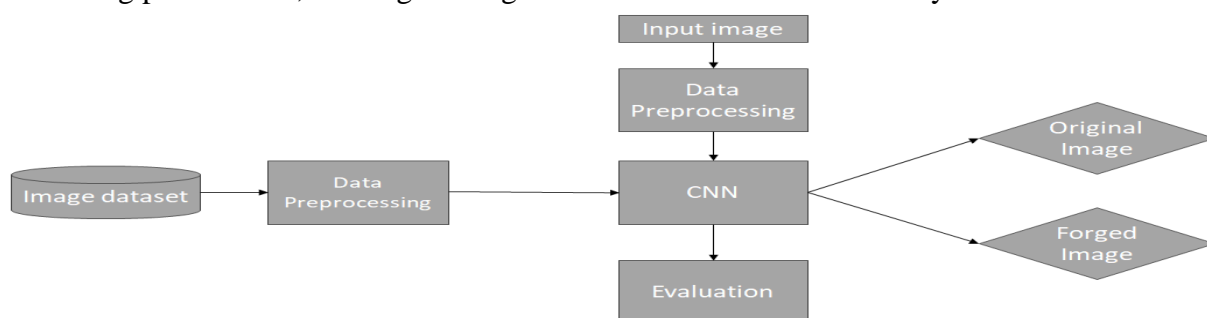 Input image
Data
Preprocessing
Original
Image
Image dataset
Data
Preprocessing
CNN
Forged
Image
Evaluation